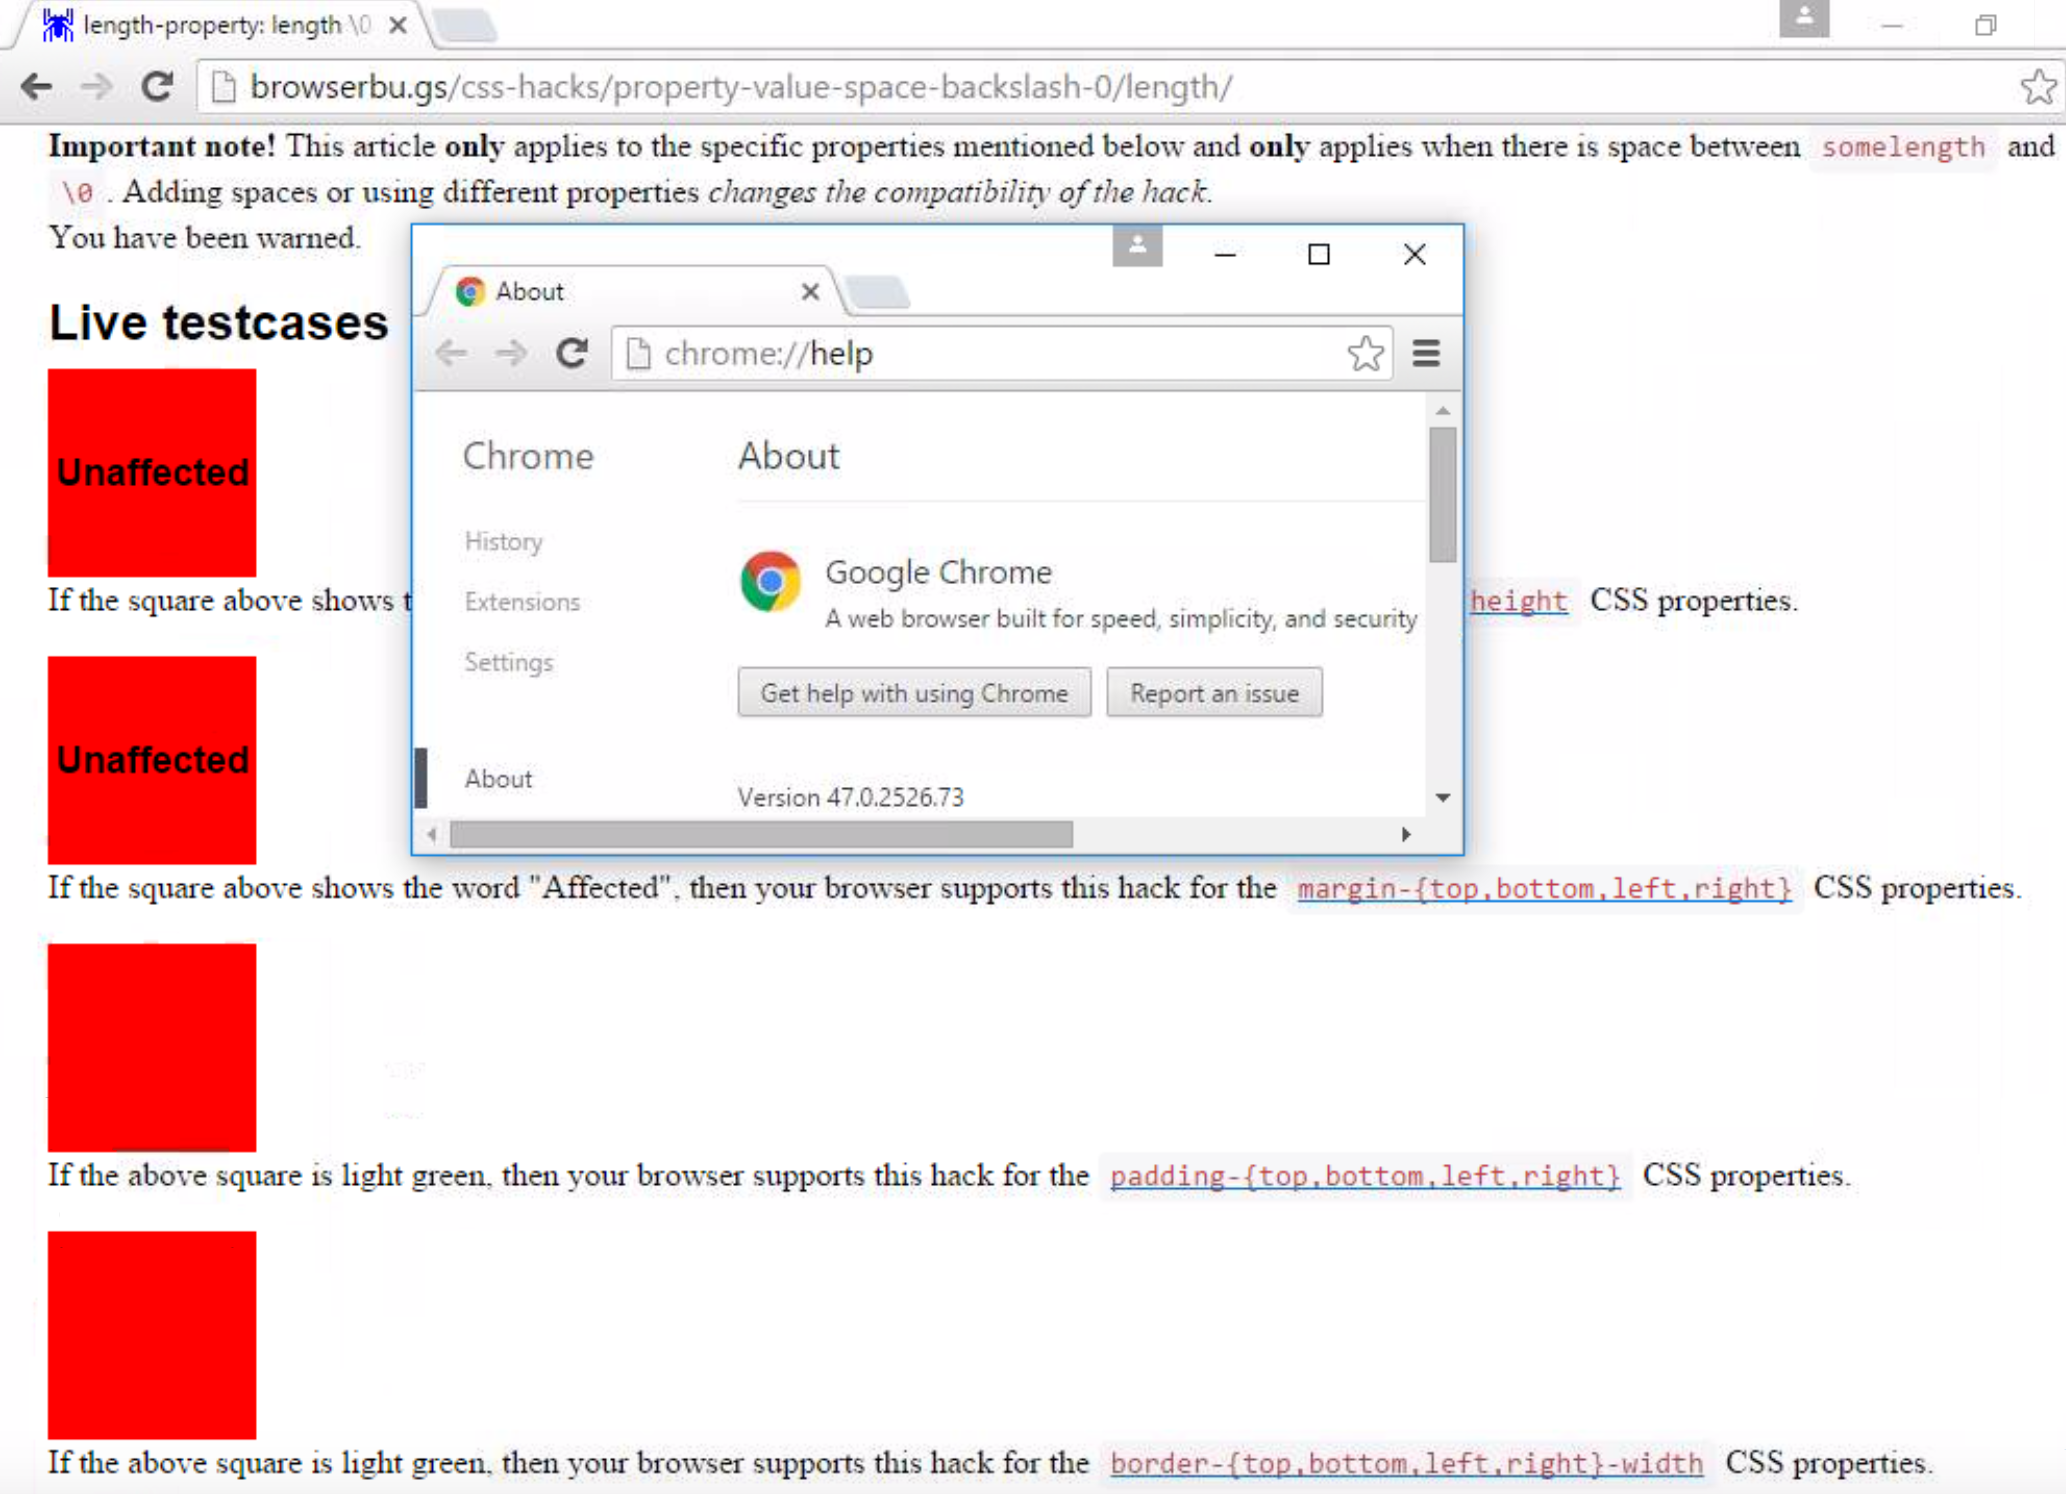 length-property: length \0
browserbu.gs/css-hacks/property-value-space-backslash-0/length/
Important note! This article only applies to the specific properties mentioned below and only applies when there is space between somelength and
\0 . Adding spaces or using different properties changes the compatibility of the hack.
You have been warned.
Live testcases
Unaffected
If the square above shows t
height CSS properties.
Unaffected
If the square above shows the word "Affected", then your browser supports this hack for the margin-{top,bottom,left,right} CSS properties.
If the above square is light green, then your browser supports this hack for the padding-{top,bottom,left,right} CSS properties.
If the above square is light green, then your browser supports this hack for the border-{top,bottom,left,right}-width CSS properties.
About
chrome://help
Chrome
History
Extensions
Settings
About
About
Google Chrome
A web browser built for speed, simplicity, and security
Get help with using Chrome
Report an issue
Version 47.0.2526.73